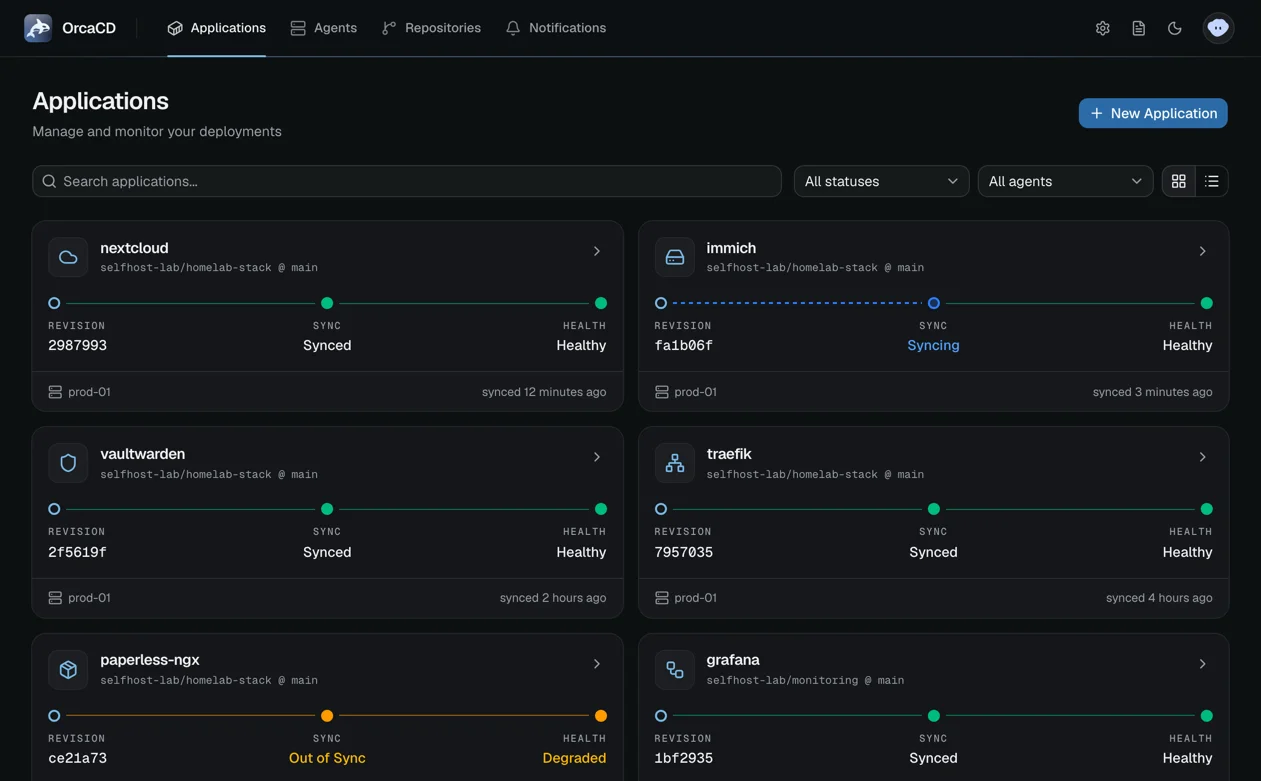 OrcaCD
Applications
Agents
Repositories
Notifications
Applications
Manage and monitor your deployments
New Application
Search applications...
All statuses
All agents
nextcloud
selfhost-lab/homelab-stack @ main
REVISION
SYNC
HEALTH
2987993
Synced
Healthy
prod-01
synced 12 minutes ago
immich
selfhost-lab/homelab-stack @ main
REVISION
SYNC
HEALTH
fa1b06f
Syncing
Healthy
prod-01
synced 3 minutes ago
vaultwarden
selfhost-lab/homelab-stack @ main
REVISION
SYNC
HEALTH
2f5619f
Synced
Healthy
prod-01
synced 2 hours ago
traefik
selfhost-lab/homelab-stack @ main
REVISION
SYNC
HEALTH
7957035
Synced
Healthy
prod-01
synced 4 hours ago
paperless-ngx
selfhost-lab/homelab-stack @ main
REVISION
SYNC
HEALTH
ce21a73
Out of Sync
Degraded
grafana
selfhost-lab/monitoring @ main
REVISION
SYNC
HEALTH
1bf2935
Synced
Healthy